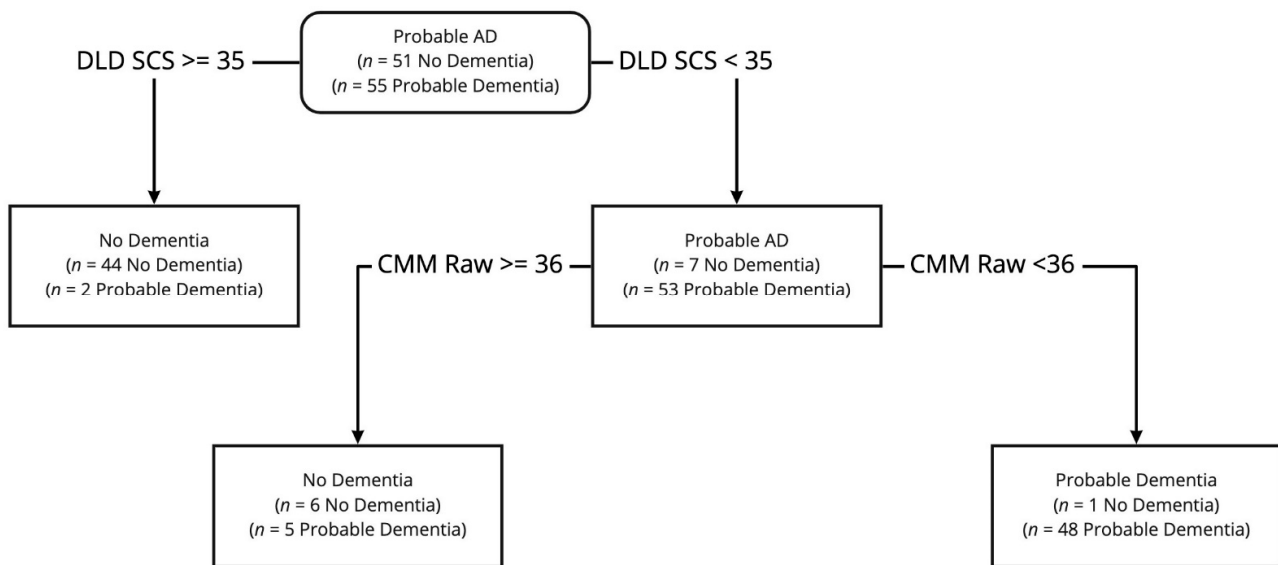 Probable AD
(n = 51 No Dementia)
(n = 55 Probable Dementia)
DLD SCS >= 35
DLD SCS < 35
No Dementia
(n = 44 No Dementia)
(n = 2 Probable Dementia)
Probable AD
(n = 7 No Dementia)
(n = 53 Probable Dementia)
CMM Raw >= 36
CMM Raw <36
No Dementia
(n = 6 No Dementia)
(n = 5 Probable Dementia)
Probable Dementia
(n = 1 No Dementia)
(n = 48 Probable Dementia)